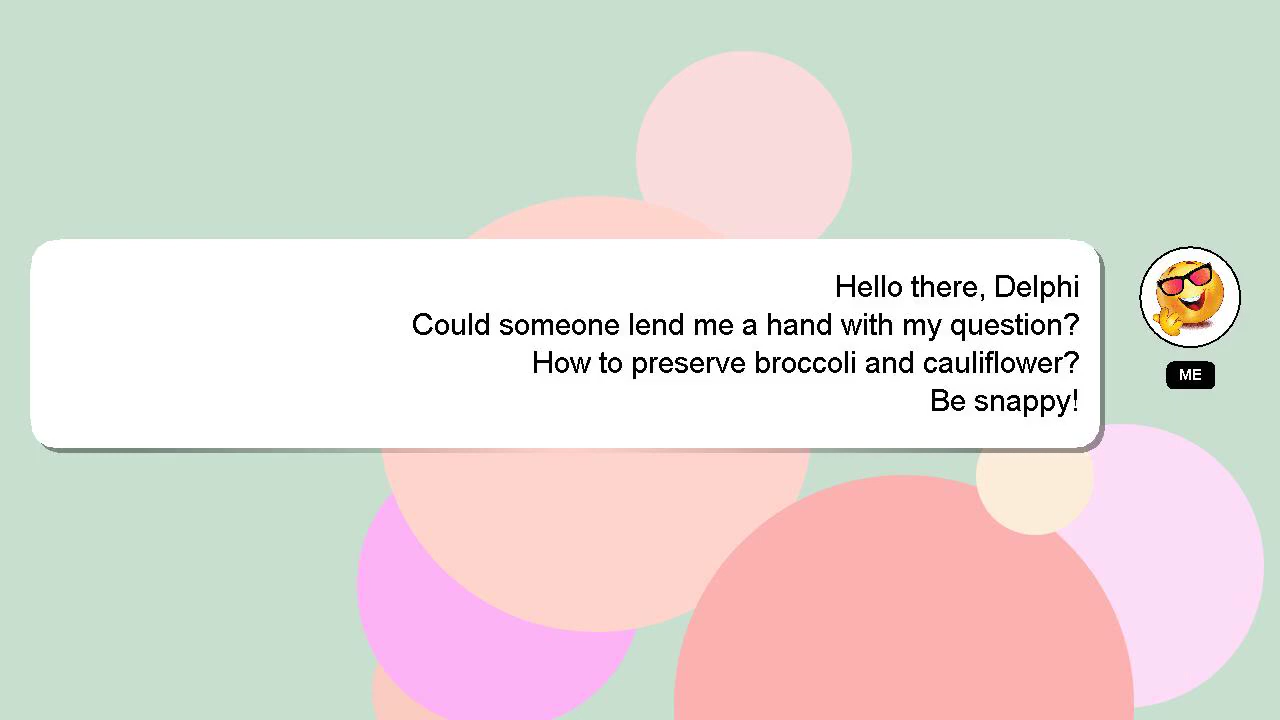 Hello there, Delphi
Could someone lend me a hand with my question?
How to preserve broccoli and cauliflower?
Be snappy!
ME